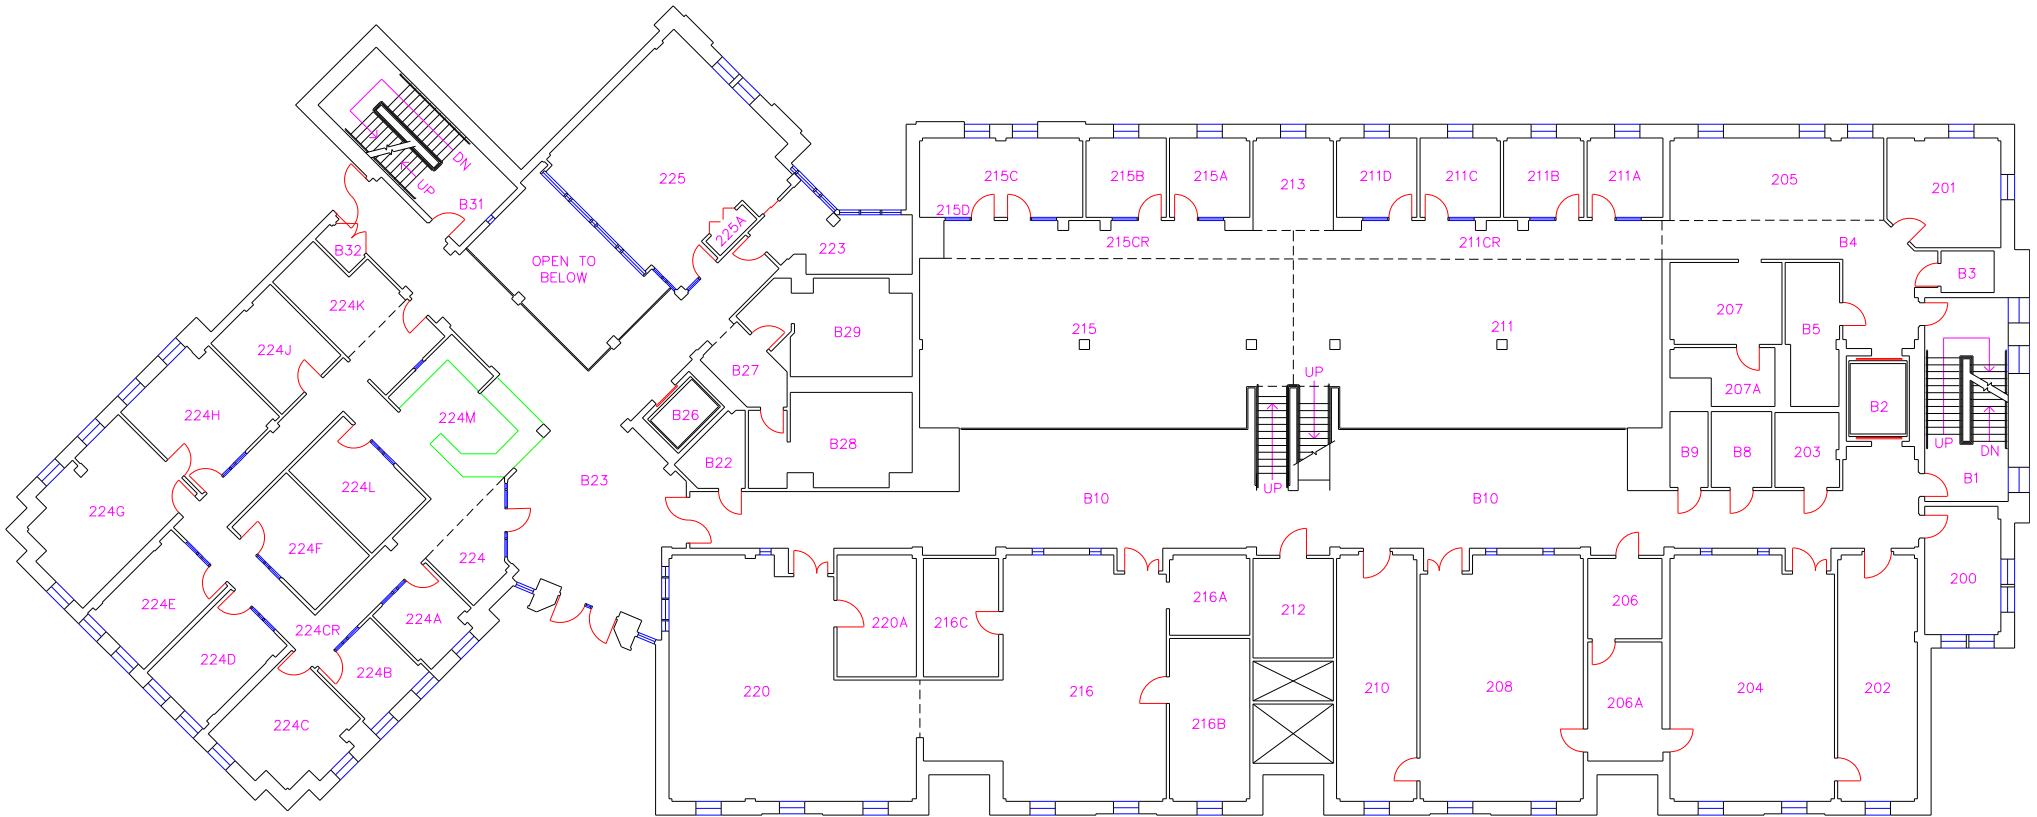 DN
UP
B31
B32
225
225A
223
OPEN TO
BELOW
215C
215B
215A
213
211D
211C
211B
211A
205
201
215D
215CR
211CR
B4
B3
224K
224J
224H
224M
224G
224L
224F
224
224E
224A
224CR
224D
224B
224C
B29
B27
B26
B28
B22
B23
215
211
UP
UP
207
B5
207A
B2
B9
B8
203
UP
DN
B1
B10
B10
200
220A
216C
216A
212
206
220
216
216B
210
208
206A
204
202